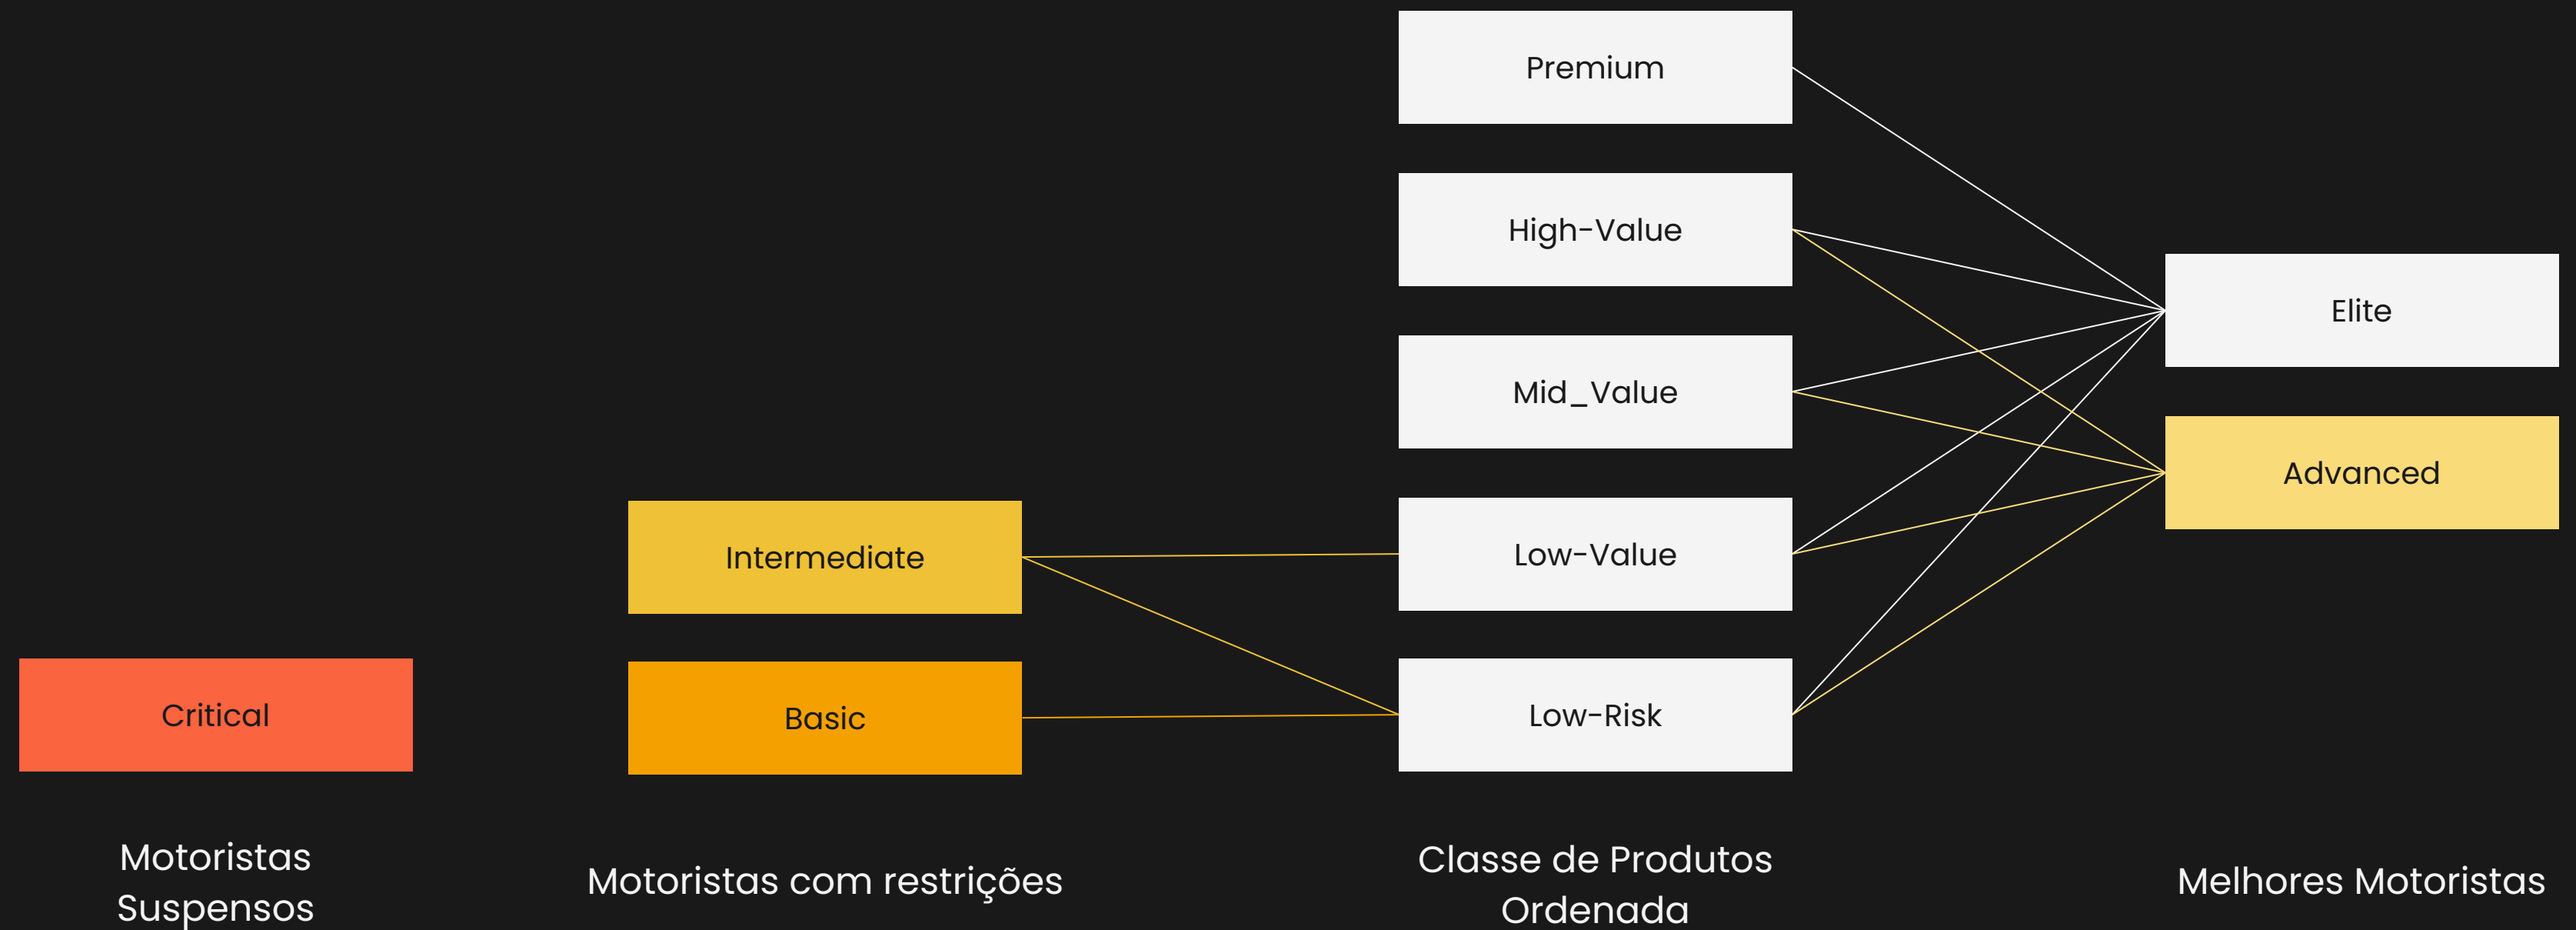 Premium
High-Value
Elite
Mid_Value
Advanced
Intermediate
Low-Value
Critical
Basic
Low-Risk
Motoristas
Suspensos
Motoristas com restrições
Classe de Produtos
Ordenada
Melhores Motoristas